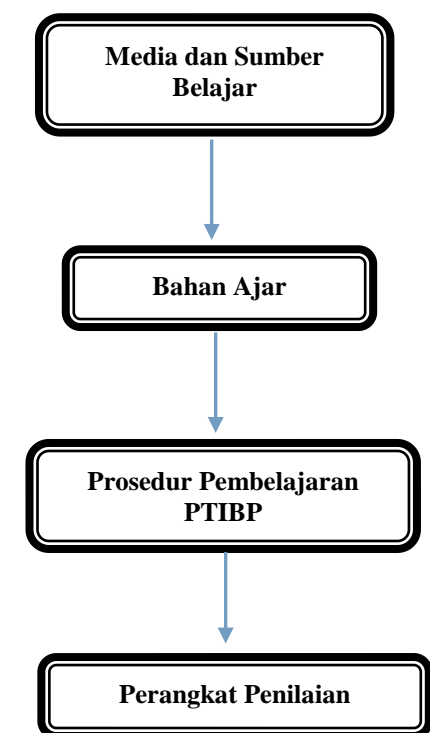 Media dan Sumber
Belajar
Bahan Ajar
Prosedur Pembelajaran
PTIBP
Perangkat Penilaian